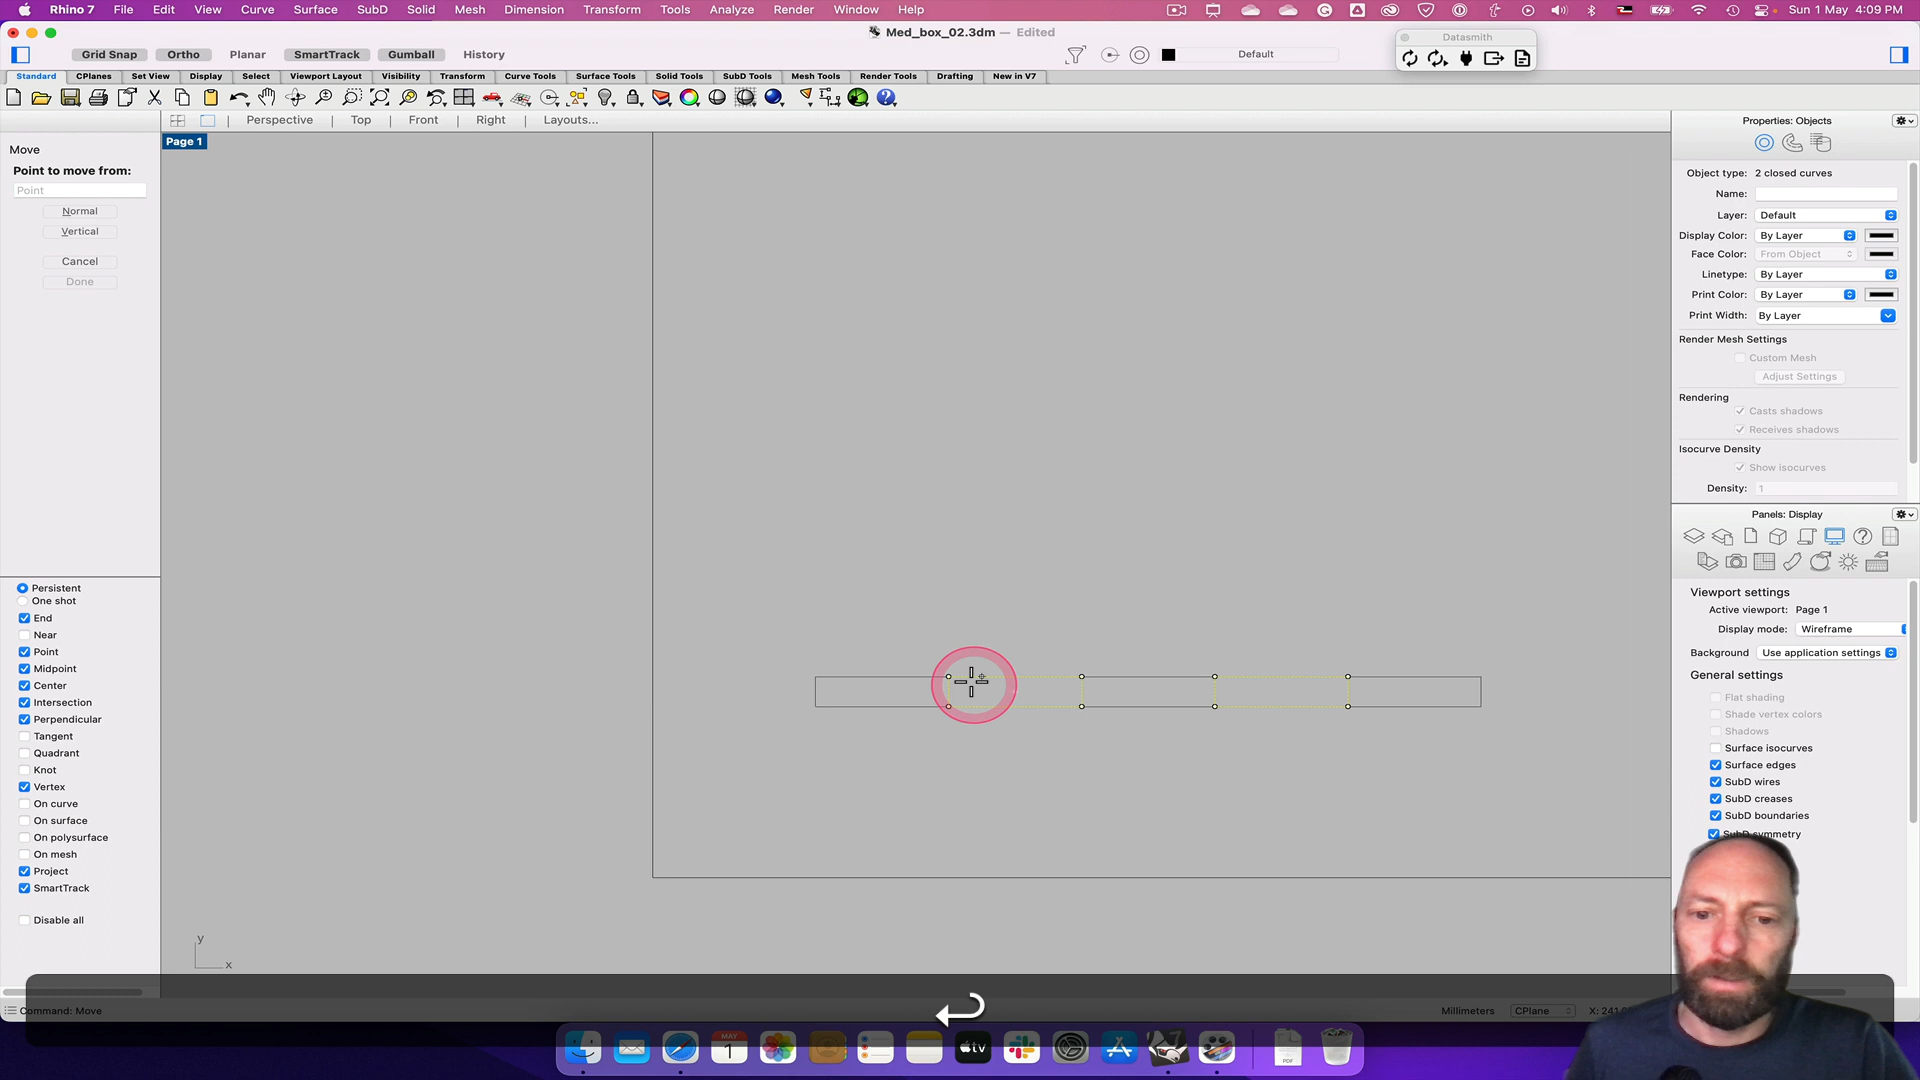 Rhino 7 File Edit View Curve Surface SubD Solid Mesh Dimension Transform Tools Analyze Render Window Help Sun 1 May 4:09 PM
Med_box_02.3dm — Edited
Grid Snap Ortho Planar SmartTrack Gumball History Default Datasmith
Standard CPlanes Set View Display Select Viewport Layout Visibility Transform Curve Tools Surface Tools Solid Tools SubD Tools Mesh Tools Render Tools Drafting New in V7
Perspective Top Front Right Layouts...
Page 1
Move
Point to move from:
Point
Normal
Vertical
Cancel
Done
Persistent
One shot
End
Near
Point
Midpoint
Center
Intersection
Perpendicular
Tangent
Quadrant
Knot
Vertex
On curve
On surface
On polysurface
On mesh
Project
SmartTrack
Disable all
y
x
Properties: Objects
Object type: 2 closed curves
Name:
Layer: Default
Display Color: By Layer
Face Color: From Object
Linetype: By Layer
Print Color: By Layer
Print Width: By Layer
Render Mesh Settings
Custom Mesh
Adjust Settings
Rendering
Casts shadows
Receives shadows
Isocurve Density
Show isocurves
Density: 1
Panels: Display
Viewport settings
Active viewport: Page 1
Display mode: Wireframe
Background Use application settings
General settings
Flat shading
Shade vertex colors
Shadows
Surface isocurves
Surface edges
SubD wires
SubD creases
SubD boundaries
SubD symmetry
Command: Move Millimeters CPlane
MAY
1
tv
PDF